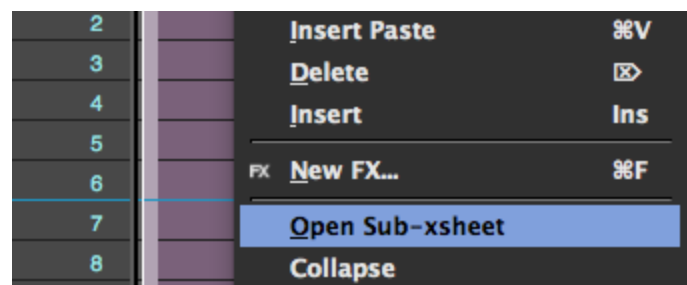 2
3
4
5
6
7
8
Insert Paste ⌘V
Delete ⌦
Insert Ins
FX New FX... ⌘F
Open Sub-xsheet
Collapse